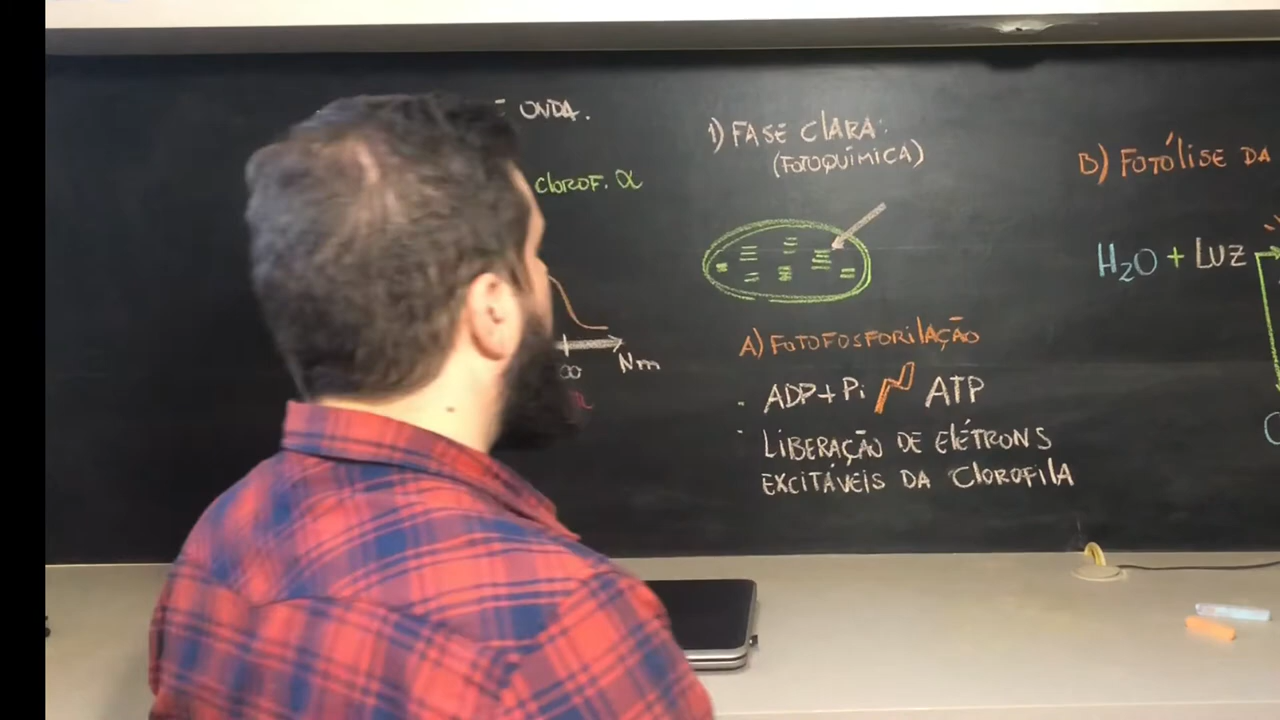 ONDA.
CLOROF. α
Nm
1) FASE CLARA:
(FOTOQUÍMICA)
A) FOTOFOSFORILAÇÃO
- ADP + Pi ATP
- LIBERAÇÃO DE ELÉTRONS
EXCITÁVEIS DA CLOROFILA
B) FOTÓLISE DA
H₂O + LUZ